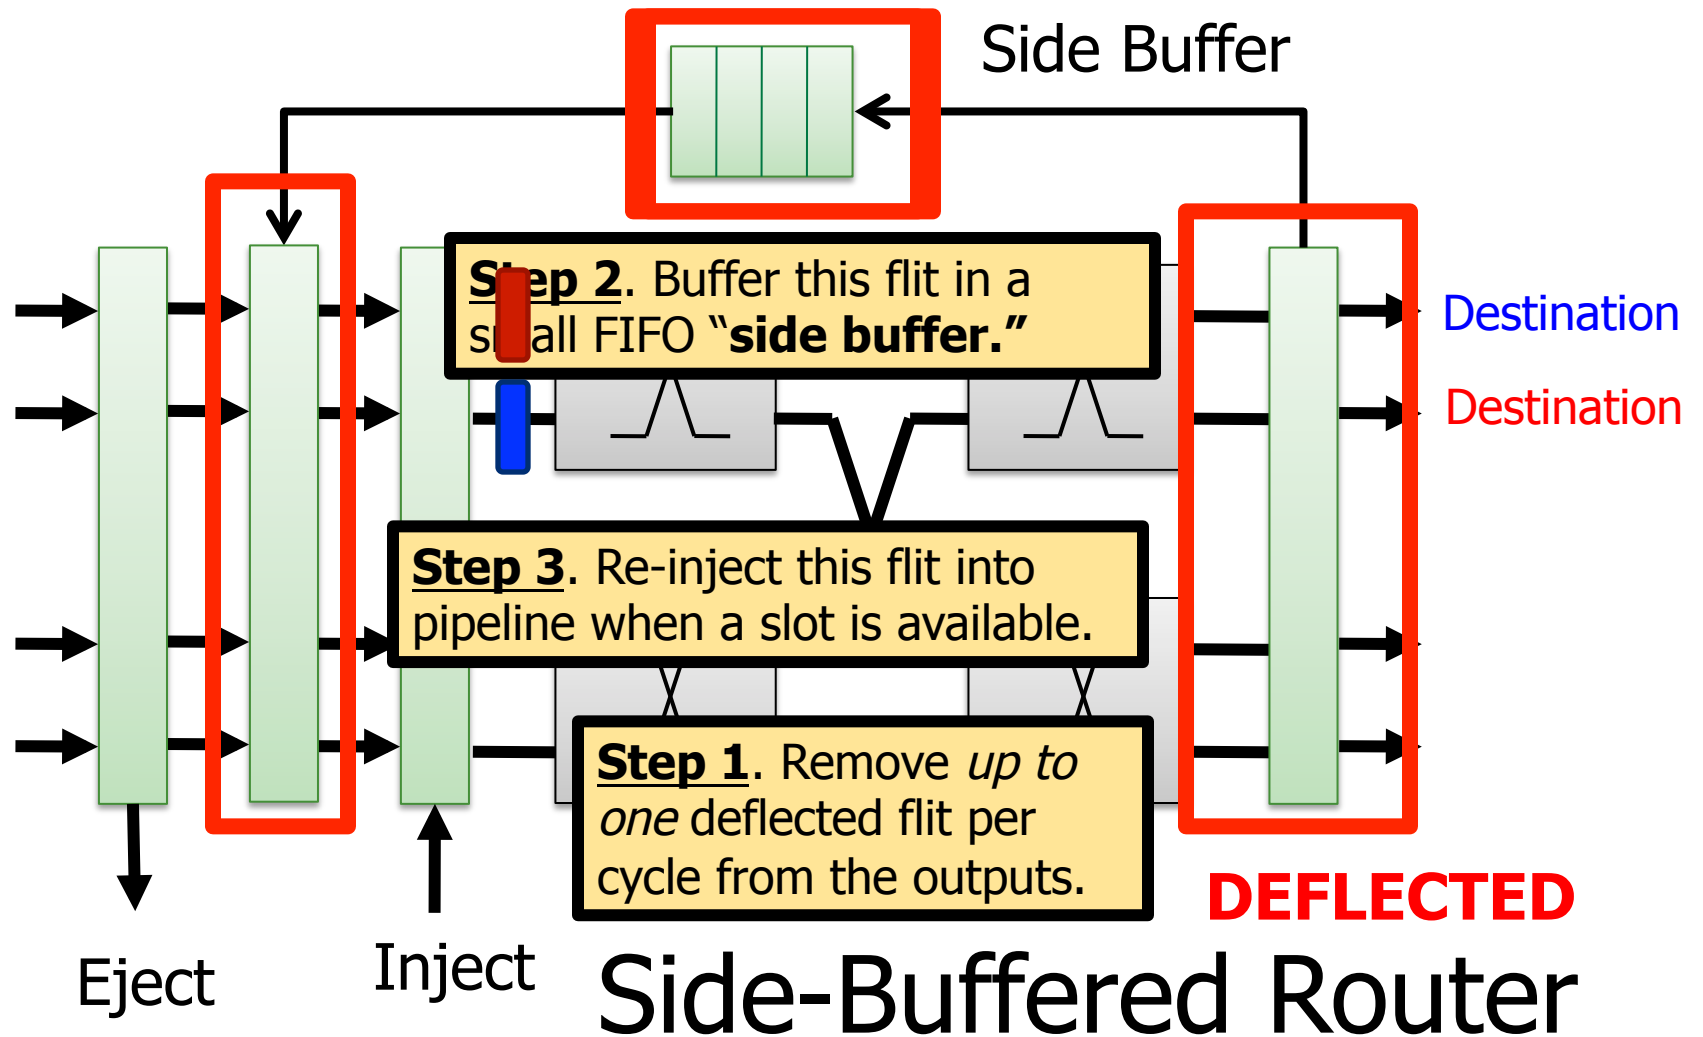 Side Buffer
Step 2. Buffer this flit in a
small FIFO “side buffer.”
Destination
Destination
Step 3. Re-inject this flit into
pipeline when a slot is available.
Step 1. Remove up to
one deflected flit per
cycle from the outputs.
DEFLECTED
Eject
Inject
Side-Buffered Router